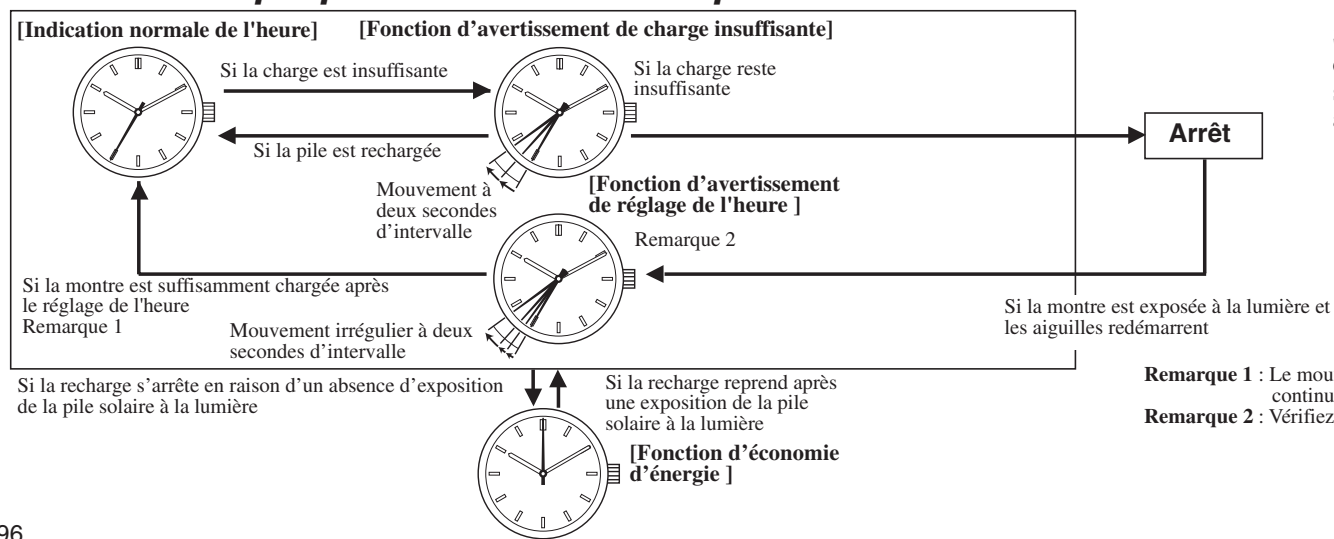 [Indication normale de l'heure]
[Fonction d'avertissement de charge insuffisante]
Si la charge est insuffisante
Si la charge reste
insuffisante
Arrêt
Si la pile est rechargée
Mouvement à
deux secondes
d'intervalle
[Fonction d'avertissement
de réglage de l'heure ]
Remarque 2
Si la montre est suffisamment chargée après
le réglage de l'heure
Remarque 1
Mouvement irrégulier à deux
secondes d'intervalle
Si la montre est exposée à la lumière et
les aiguilles redémarrent
Si la recharge s'arrête en raison d'un absence d'exposition
de la pile solaire à la lumière
Si la recharge reprend après
une exposition de la pile
solaire à la lumière
[Fonction d'économie
d'énergie ]
Remarque 1 : Le mou
continu
Remarque 2 : Vérifiez
96